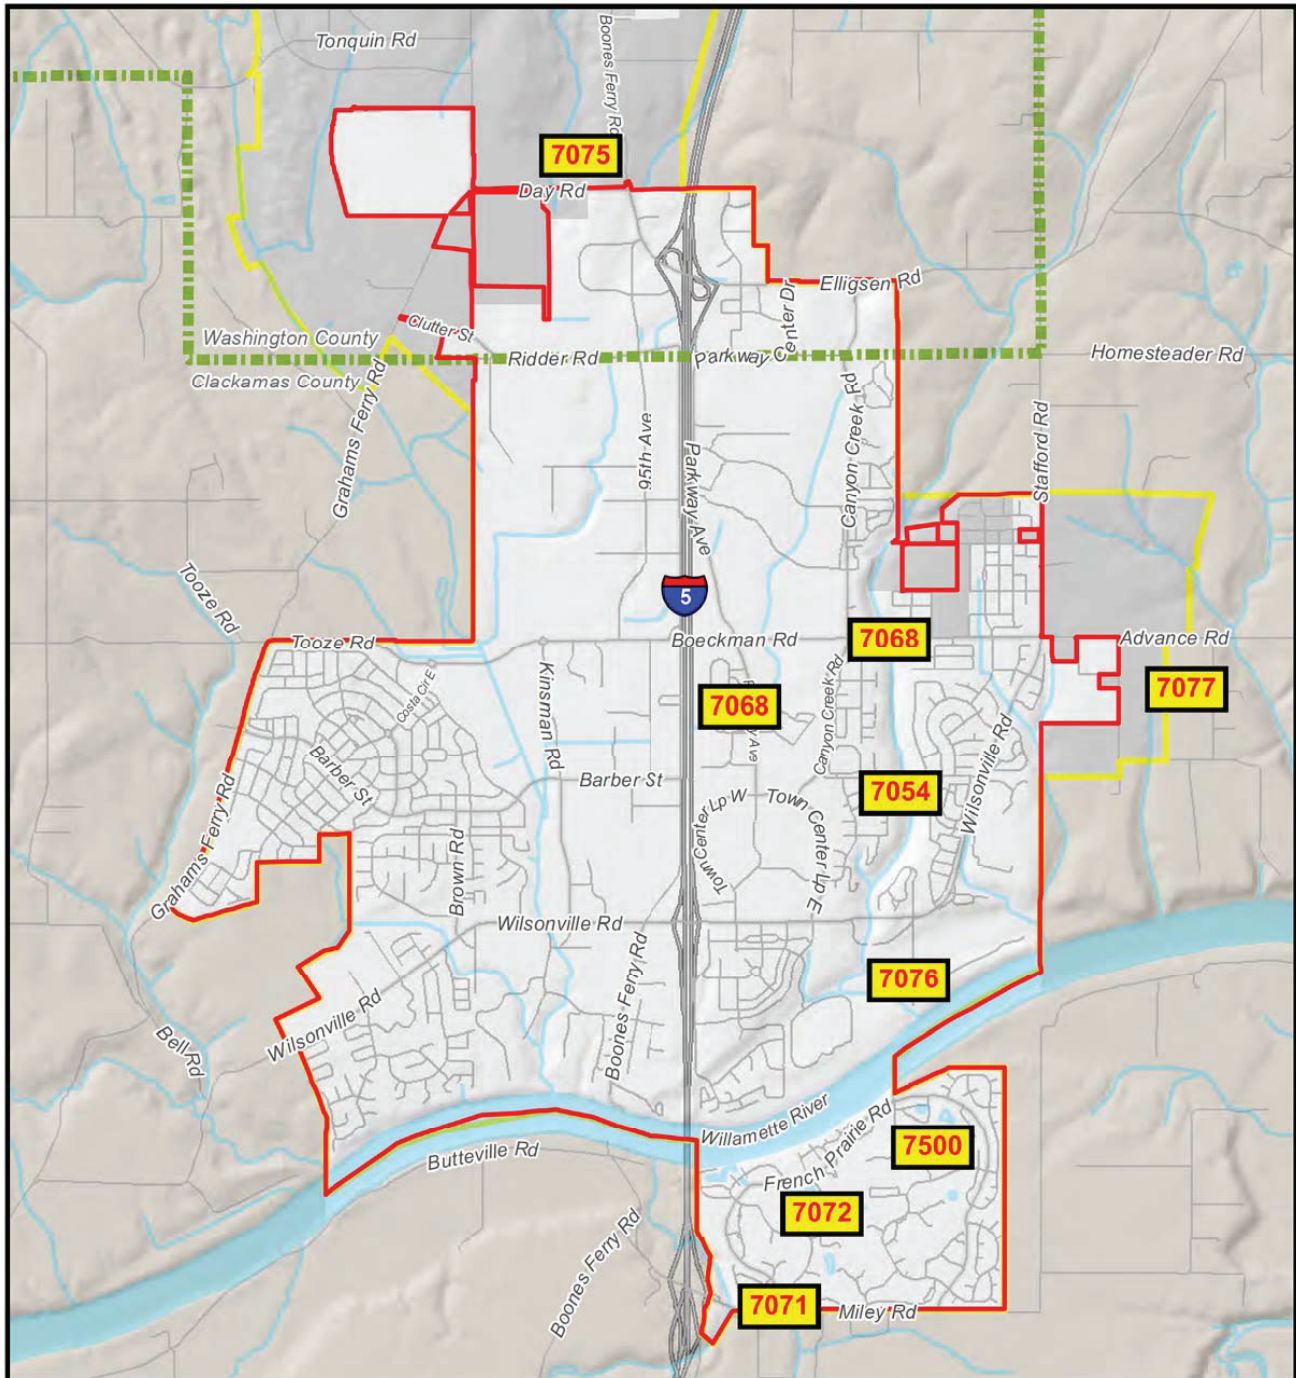 Tonquin Rd
Boones Ferry Rd
7075
Day Rd
Elligsen Rd
Parkway Center Dr
Clutter St
Washington County
Ridder Rd
Homesteader Rd
Clackamas County
Grahams Ferry Rd
95th Ave
Parkway Ave
Canyon Creek Rd
Stafford Rd
Tooze Rd
5
Tooze Rd
Boeckman Rd
7068
Advance Rd
Costa Cir E
Kinsman Rd
7068
Canyon Creek Rd
7077
Wilsonville Rd
Barber St
Barber St
Town Center Lp W
Town Center Lp E
7054
Grahams Ferry Rd
Brown Rd
Wilsonville Rd
Boones Ferry Rd
7076
Wilsonville Rd
Bell Rd
Willamette River
Butteville Rd
French Prairie Rd
7500
7072
Boones Ferry Rd
7071
Miley Rd